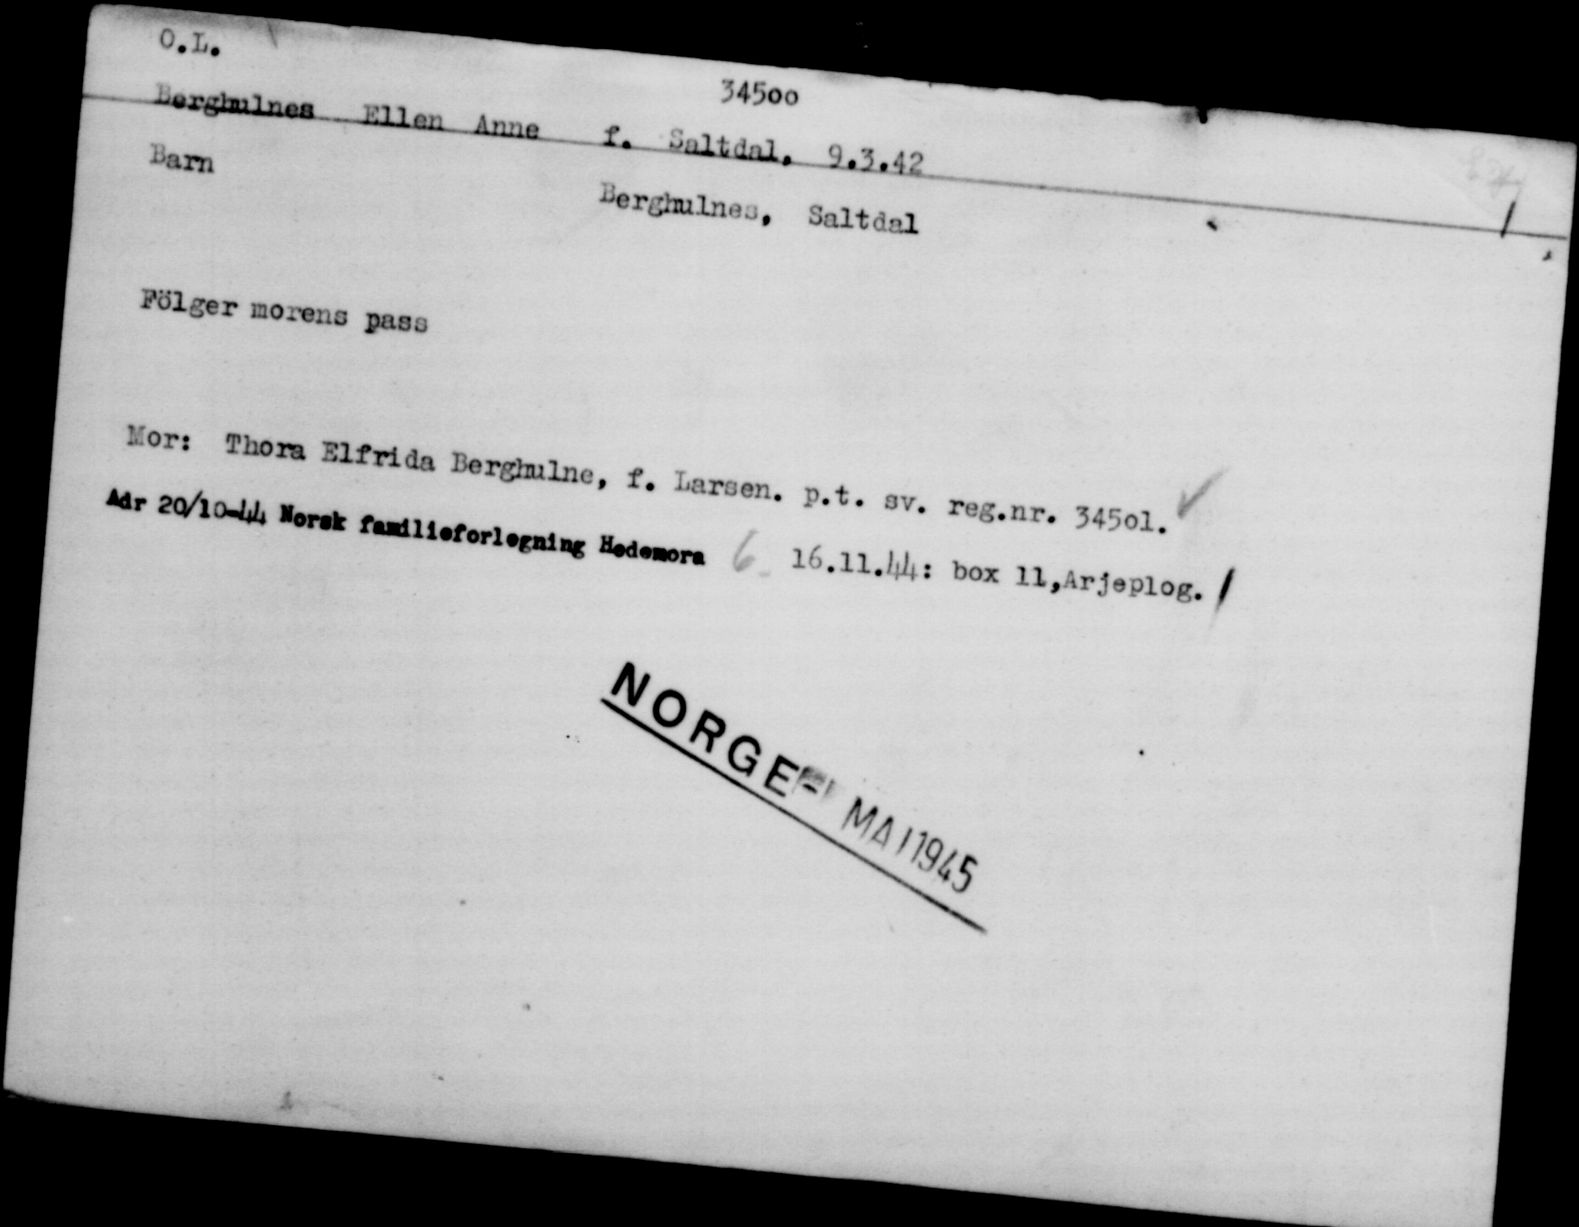 O.L.
34500
Berghulnes Ellen Anne f. Saltdal, 9.3.42
Barn
Berghulnes, Saltdal
Fölger morens pass
Mor: Thora Elfrida Berghulne, f. Larsen. p.t. sv. reg.nr. 34501.
Adr 20/10-44 Norsk familieforlegning Hedemora 6 16.11.44: box 11,Arjeplog.
NORGE MAI 1945